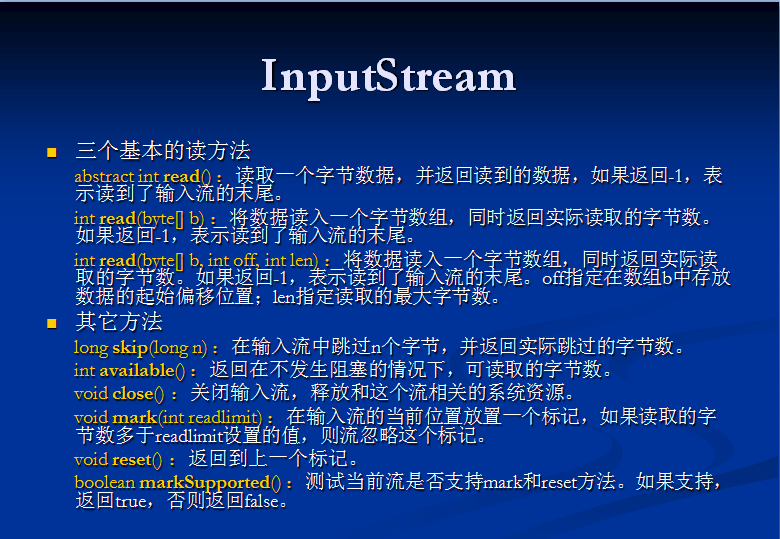 InputStream
三个基本的读方法
abstract int read() ：读取一个字节数据，并返回读到的数据，如果返回-1，表
示读到了输入流的末尾。
int read(byte[] b) ：将数据读入一个字节数组，同时返回实际读取的字节数。
如果返回-1，表示读到了输入流的末尾。
int read(byte[] b, int off, int len) ：将数据读入一个字节数组，同时返回实际读
取的字节数。如果返回-1，表示读到了输入流的末尾。off指定在数组b中存放
数据的起始偏移位置；len指定读取的最大字节数。
其它方法
long skip(long n) ：在输入流中跳过n个字节，并返回实际跳过的字节数。
int available() ：返回在不发生阻塞的情况下，可读取的字节数。
void close() ：关闭输入流，释放和这个流相关的系统资源。
void mark(int readlimit) ：在输入流的当前位置放置一个标记，如果读取的字
节数多于readlimit设置的值，则流忽略这个标记。
void reset() ：返回到上一个标记。
boolean markSupported() ：测试当前流是否支持mark和reset方法。如果支持，
返回true，否则返回false。